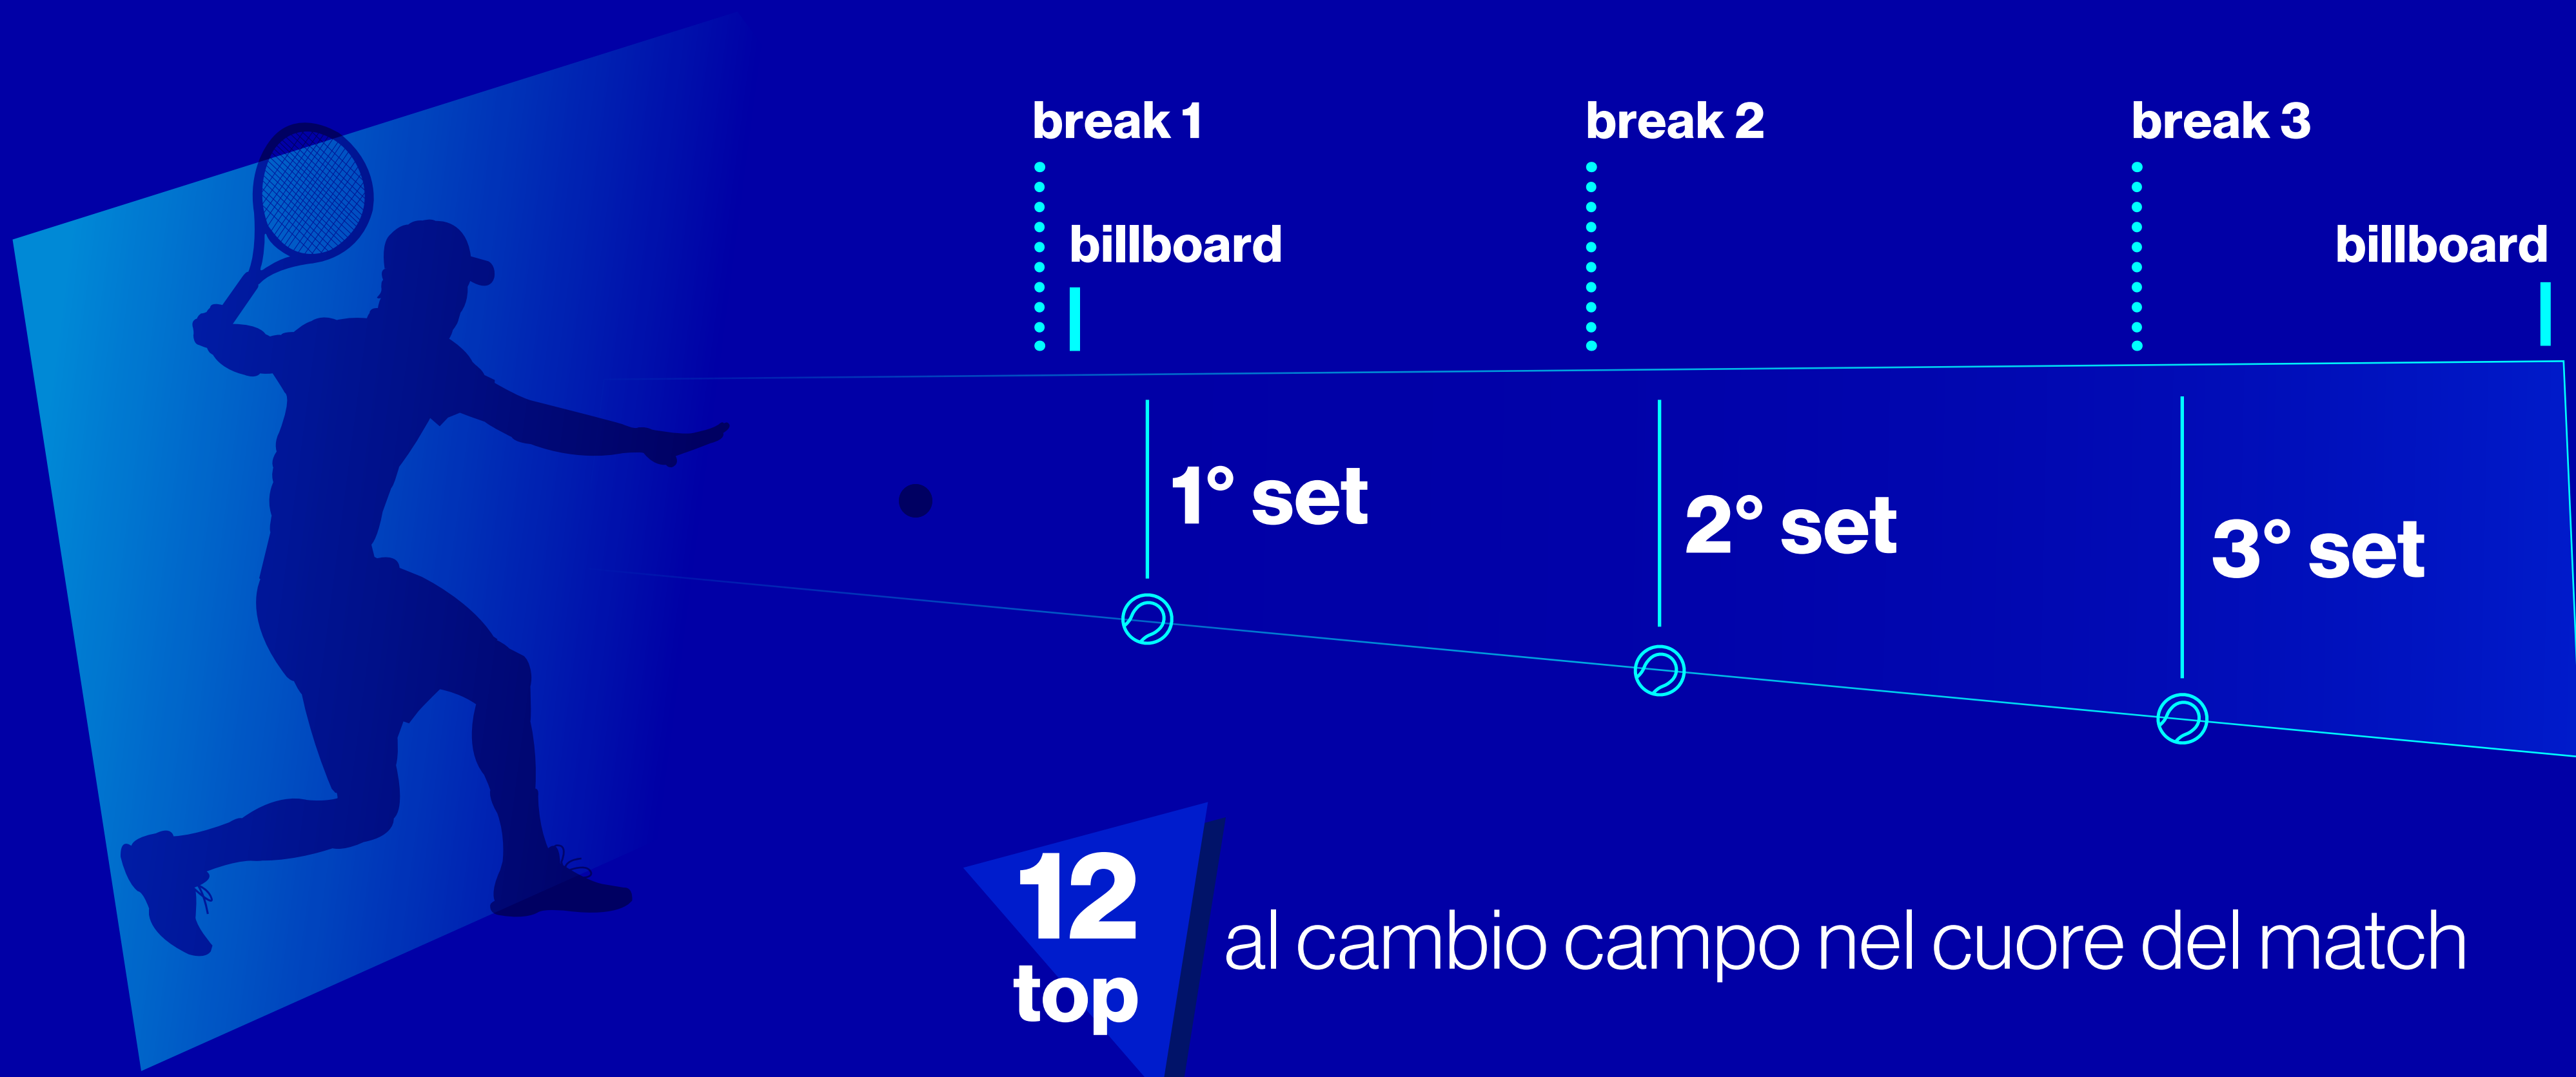 break 1
break 2
break 3
billboard
billboard
1° set
2° set
3° set
12
top
al cambio campo nel cuore del match